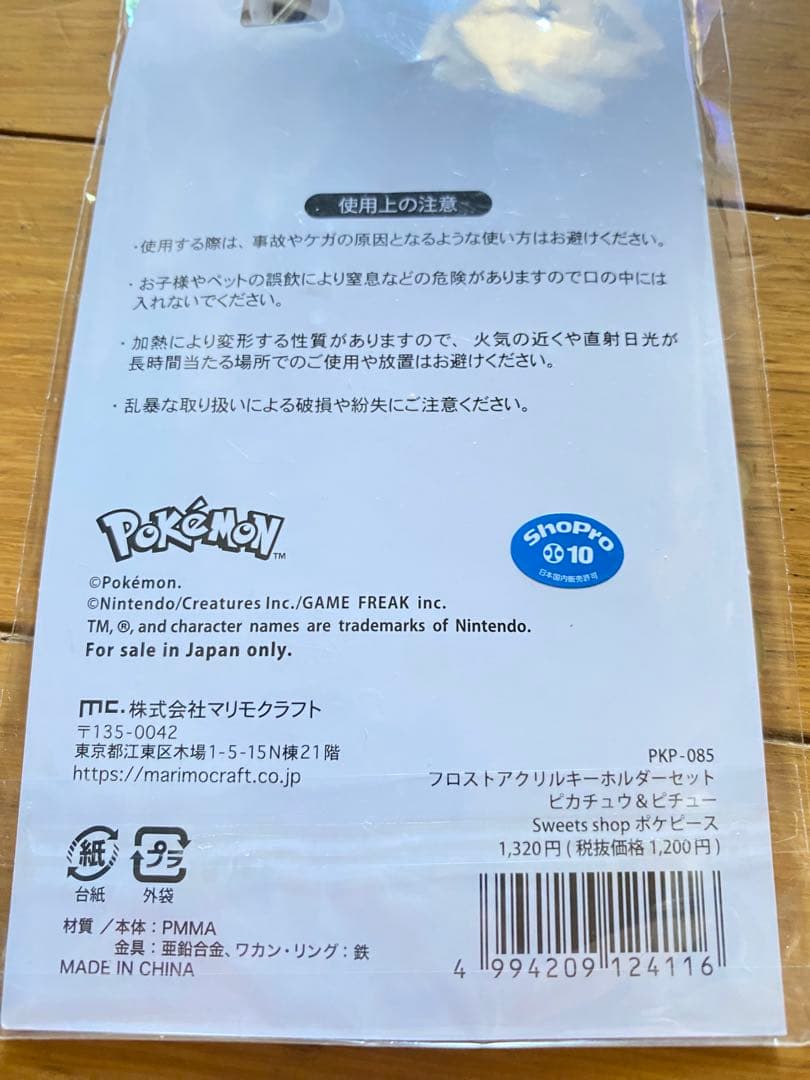 使用上の注意
・使用する際は、事故やケガの原因となるような使い方はお避けください。
・お子様やペットの誤飲により窒息などの危険がありますので口の中には
入れないでください。
・加熱により変形する性質がありますので、火気の近くや直射日光が
長時間当たる場所でのご使用や放置はお避けください。
・乱暴な取り扱いによる破損や紛失にご注意ください。
POKéMON™
ShoPro
10
日本国内販売許可
©Pokémon.
©Nintendo/Creatures Inc./GAME FREAK inc.
TM, ®, and character names are trademarks of Nintendo.
For sale in Japan only.
mc.株式会社マリモクラフト
〒135-0042
東京都江東区木場1-5-15N棟21階
https://marimocraft.co.jp
PKP-085
フロストアクリルキーホルダーセット
ピカチュウ＆ピチュー
Sweets shop ポケピース
1,320円(税抜価格1,200円)
紙 プラ
台紙 外袋
材質／本体：PMMA
金具：亜鉛合金、ワカン・リング：鉄
MADE IN CHINA
4 994209 124116